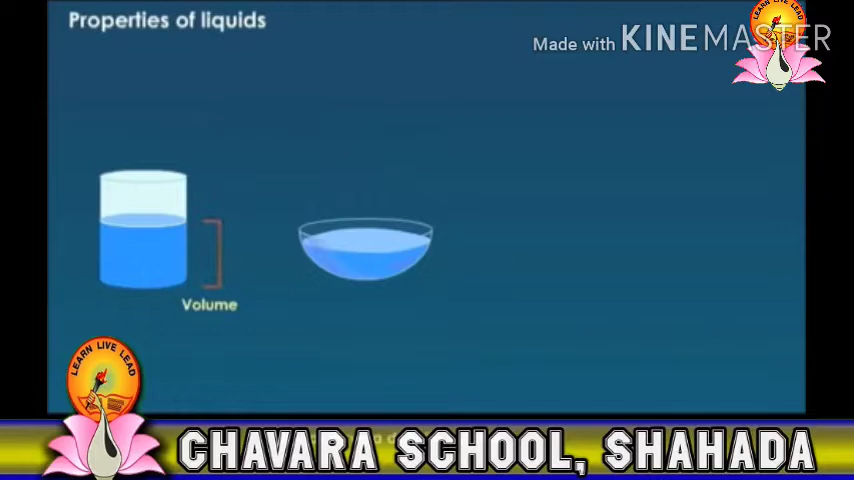 Properties of liquids
Made with KINEMASTER
LEARN LIVE LEAD
Volume
LEARN LIVE LEAD
CHAVARA SCHOOL, SHAHADA